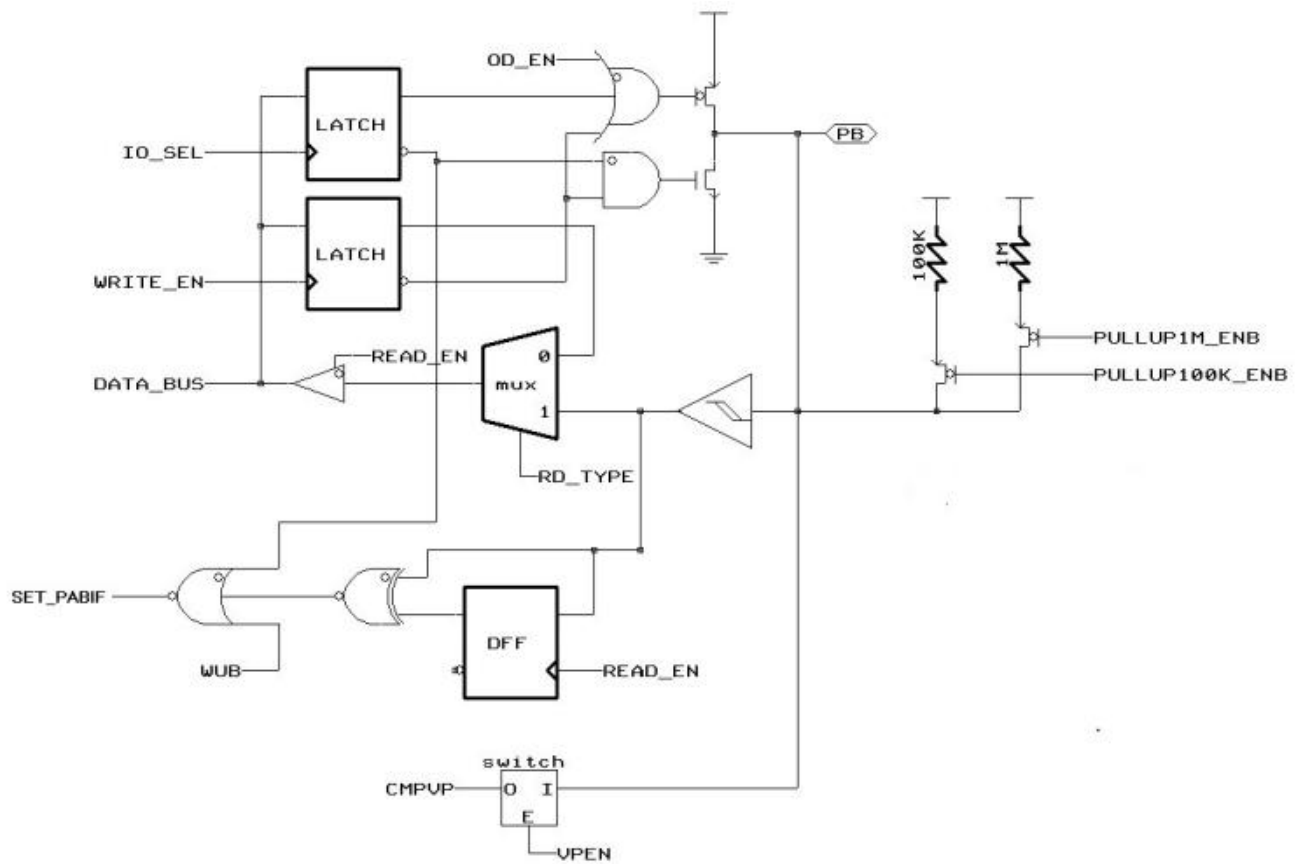 OD_EN
LATCH
PB
IO_SEL
LATCH
100K
1M
WRITE_EN
READ_EN
0
PULLUP1M_ENB
DATA_BUS
mux
PULLUP100K_ENB
1
RD_TYPE
SET_PABIF
DFF
WUB
READ_EN
switch
CMPVP
O I
E
VPEN